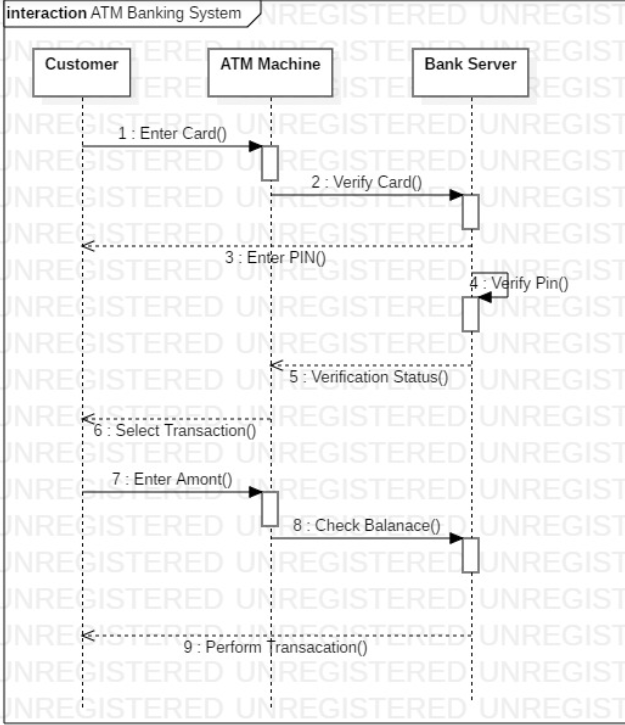 interaction ATM Banking System
Customer
ATM Machine
Bank Server
1 : Enter Card()
2 : Verify Card()
3 : Enter PIN()
4 : Verify Pin()
5 : Verification Status()
6 : Select Transaction()
7 : Enter Amont()
8 : Check Balanace()
9 : Perform Transacation()
UNREGISTERED